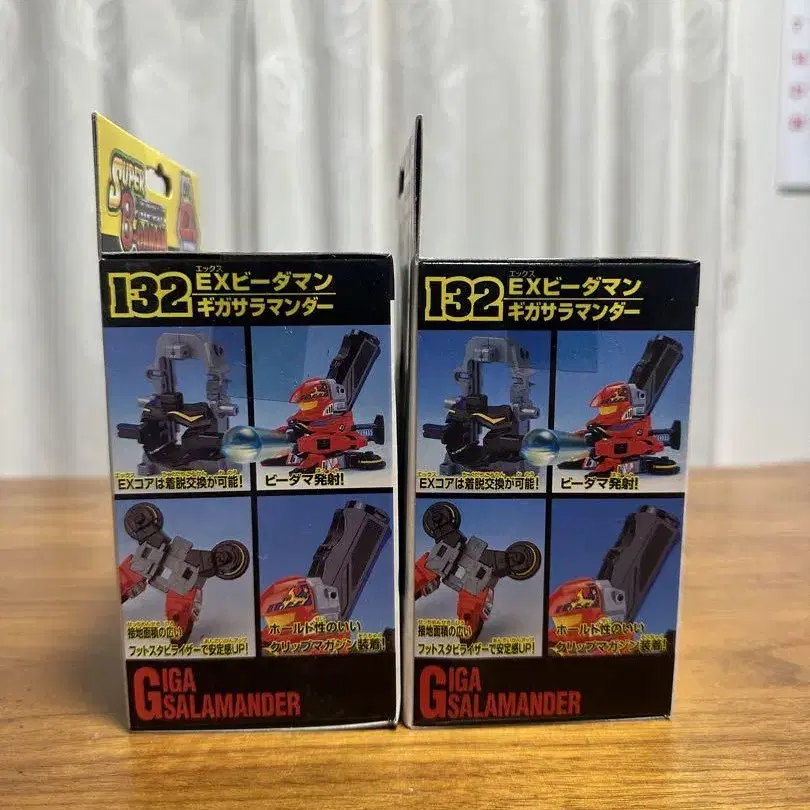 SUPER
B-DAMAN
132
エックス
EXビーダマン
ギガサラマンダー
EXコアは着脱交換が可能!
ビーダマ発射!
接地面積の広い
フットスタビライザーで安定感UP!
ホールド性のいい
グリップマガジン装着!
GIGA
SALAMANDER
132
エックス
EXビーダマン
ギガサラマンダー
EXコアは着脱交換が可能!
ビーダマ発射!
接地面積の広い
フットスタビライザーで安定感UP!
ホールド性のいい
グリップマガジン装着!
GIGA
SALAMANDER